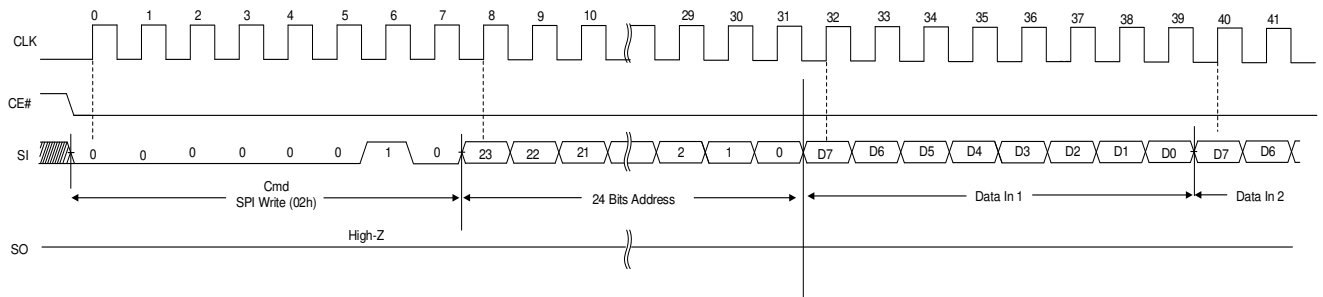 0 1 2 3 4 5 6 7 8 9 10 29 30 31 32 33 34 35 36 37 38 39 40 41
CLK
CE#
SI 0 0 0 0 0 0 1 0 23 22 21 2 1 0 D7 D6 D5 D4 D3 D2 D1 D0 D7 D6
Cmd
SPI Write (02h) 24 Bits Address Data In 1 Data In 2
High-Z
SO